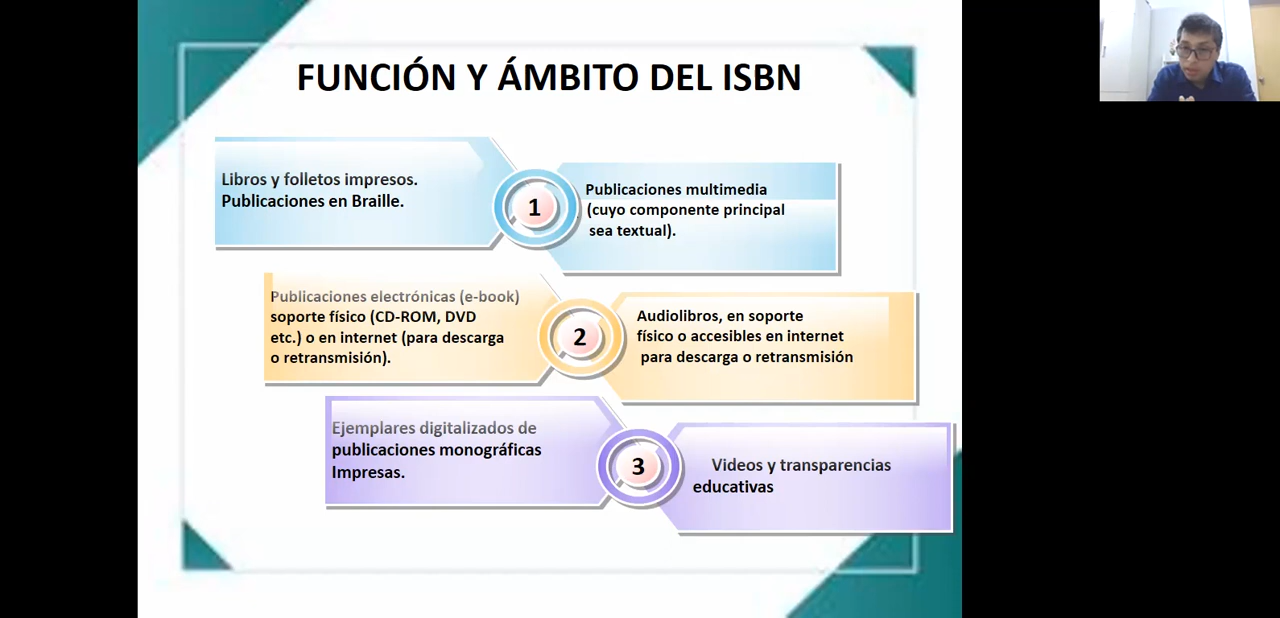 FUNCIÓN Y ÁMBITO DEL ISBN
Libros y folletos impresos.
Publicaciones en Braille.
1
Publicaciones multimedia
(cuyo componente principal
sea textual).
Publicaciones electrónicas (e-book)
soporte físico (CD-ROM, DVD
etc.) o en internet (para descarga
o retransmisión).
2
Audiolibros, en soporte
físico o accesibles en internet
para descarga o retransmisión
Ejemplares digitalizados de
publicaciones monográficas
Impresas.
3
Videos y transparencias
educativas